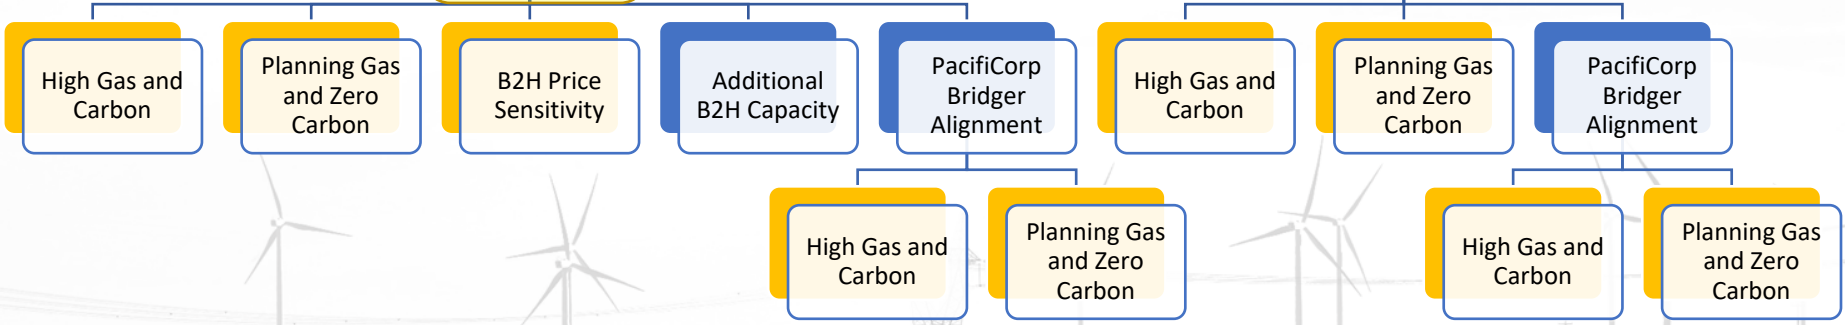 High Gas and
Carbon
Planning Gas
and Zero
Carbon
B2H Price
Sensitivity
Additional
B2H Capacity
PacifiCorp
Bridger
Alignment
High Gas and
Carbon
Planning Gas
and Zero
Carbon
PacifiCorp
Bridger
Alignment
High Gas and
Carbon
Planning Gas
and Zero
Carbon
High Gas and
Carbon
Planning Gas
and Zero
Carbon